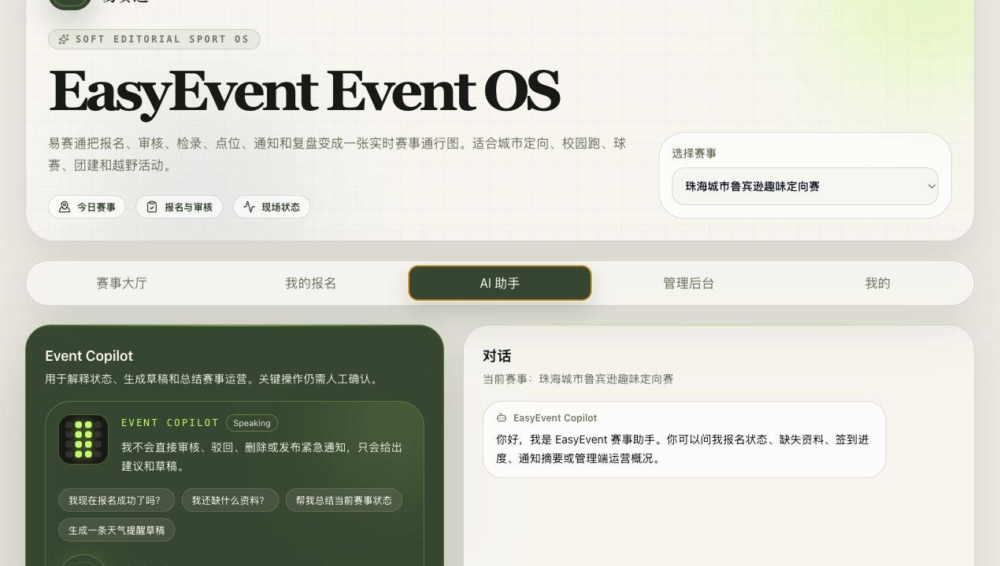 SOFT EDITORIAL SPORT OS
EasyEvent Event OS
易赛通把报名、审核、检录、点位、通知和复盘变成一张实时赛事通行图。适合城市定向、校园跑、球
赛、团建和越野活动。
今日赛事
报名与审核
现场状态
选择赛事
珠海城市鲁宾逊趣味定向赛
赛事大厅
我的报名
AI 助手
管理后台
我的
Event Copilot
用于解释状态、生成草稿和总结赛事运营。关键操作仍需人工确认。
EVENT COPILOT
Speaking
我不会直接审核、驳回、删除或发布紧急通知，只会给出
建议和草稿。
我现在报名成功了吗？
我还缺什么资料？
帮我总结当前赛事状态
生成一条天气提醒草稿
对话
当前赛事：珠海城市鲁宾逊趣味定向赛
EasyEvent Copilot
你好，我是 EasyEvent 赛事助手。你可以问我报名状态、缺失资料、签到进
度、通知摘要或管理端运营概况。